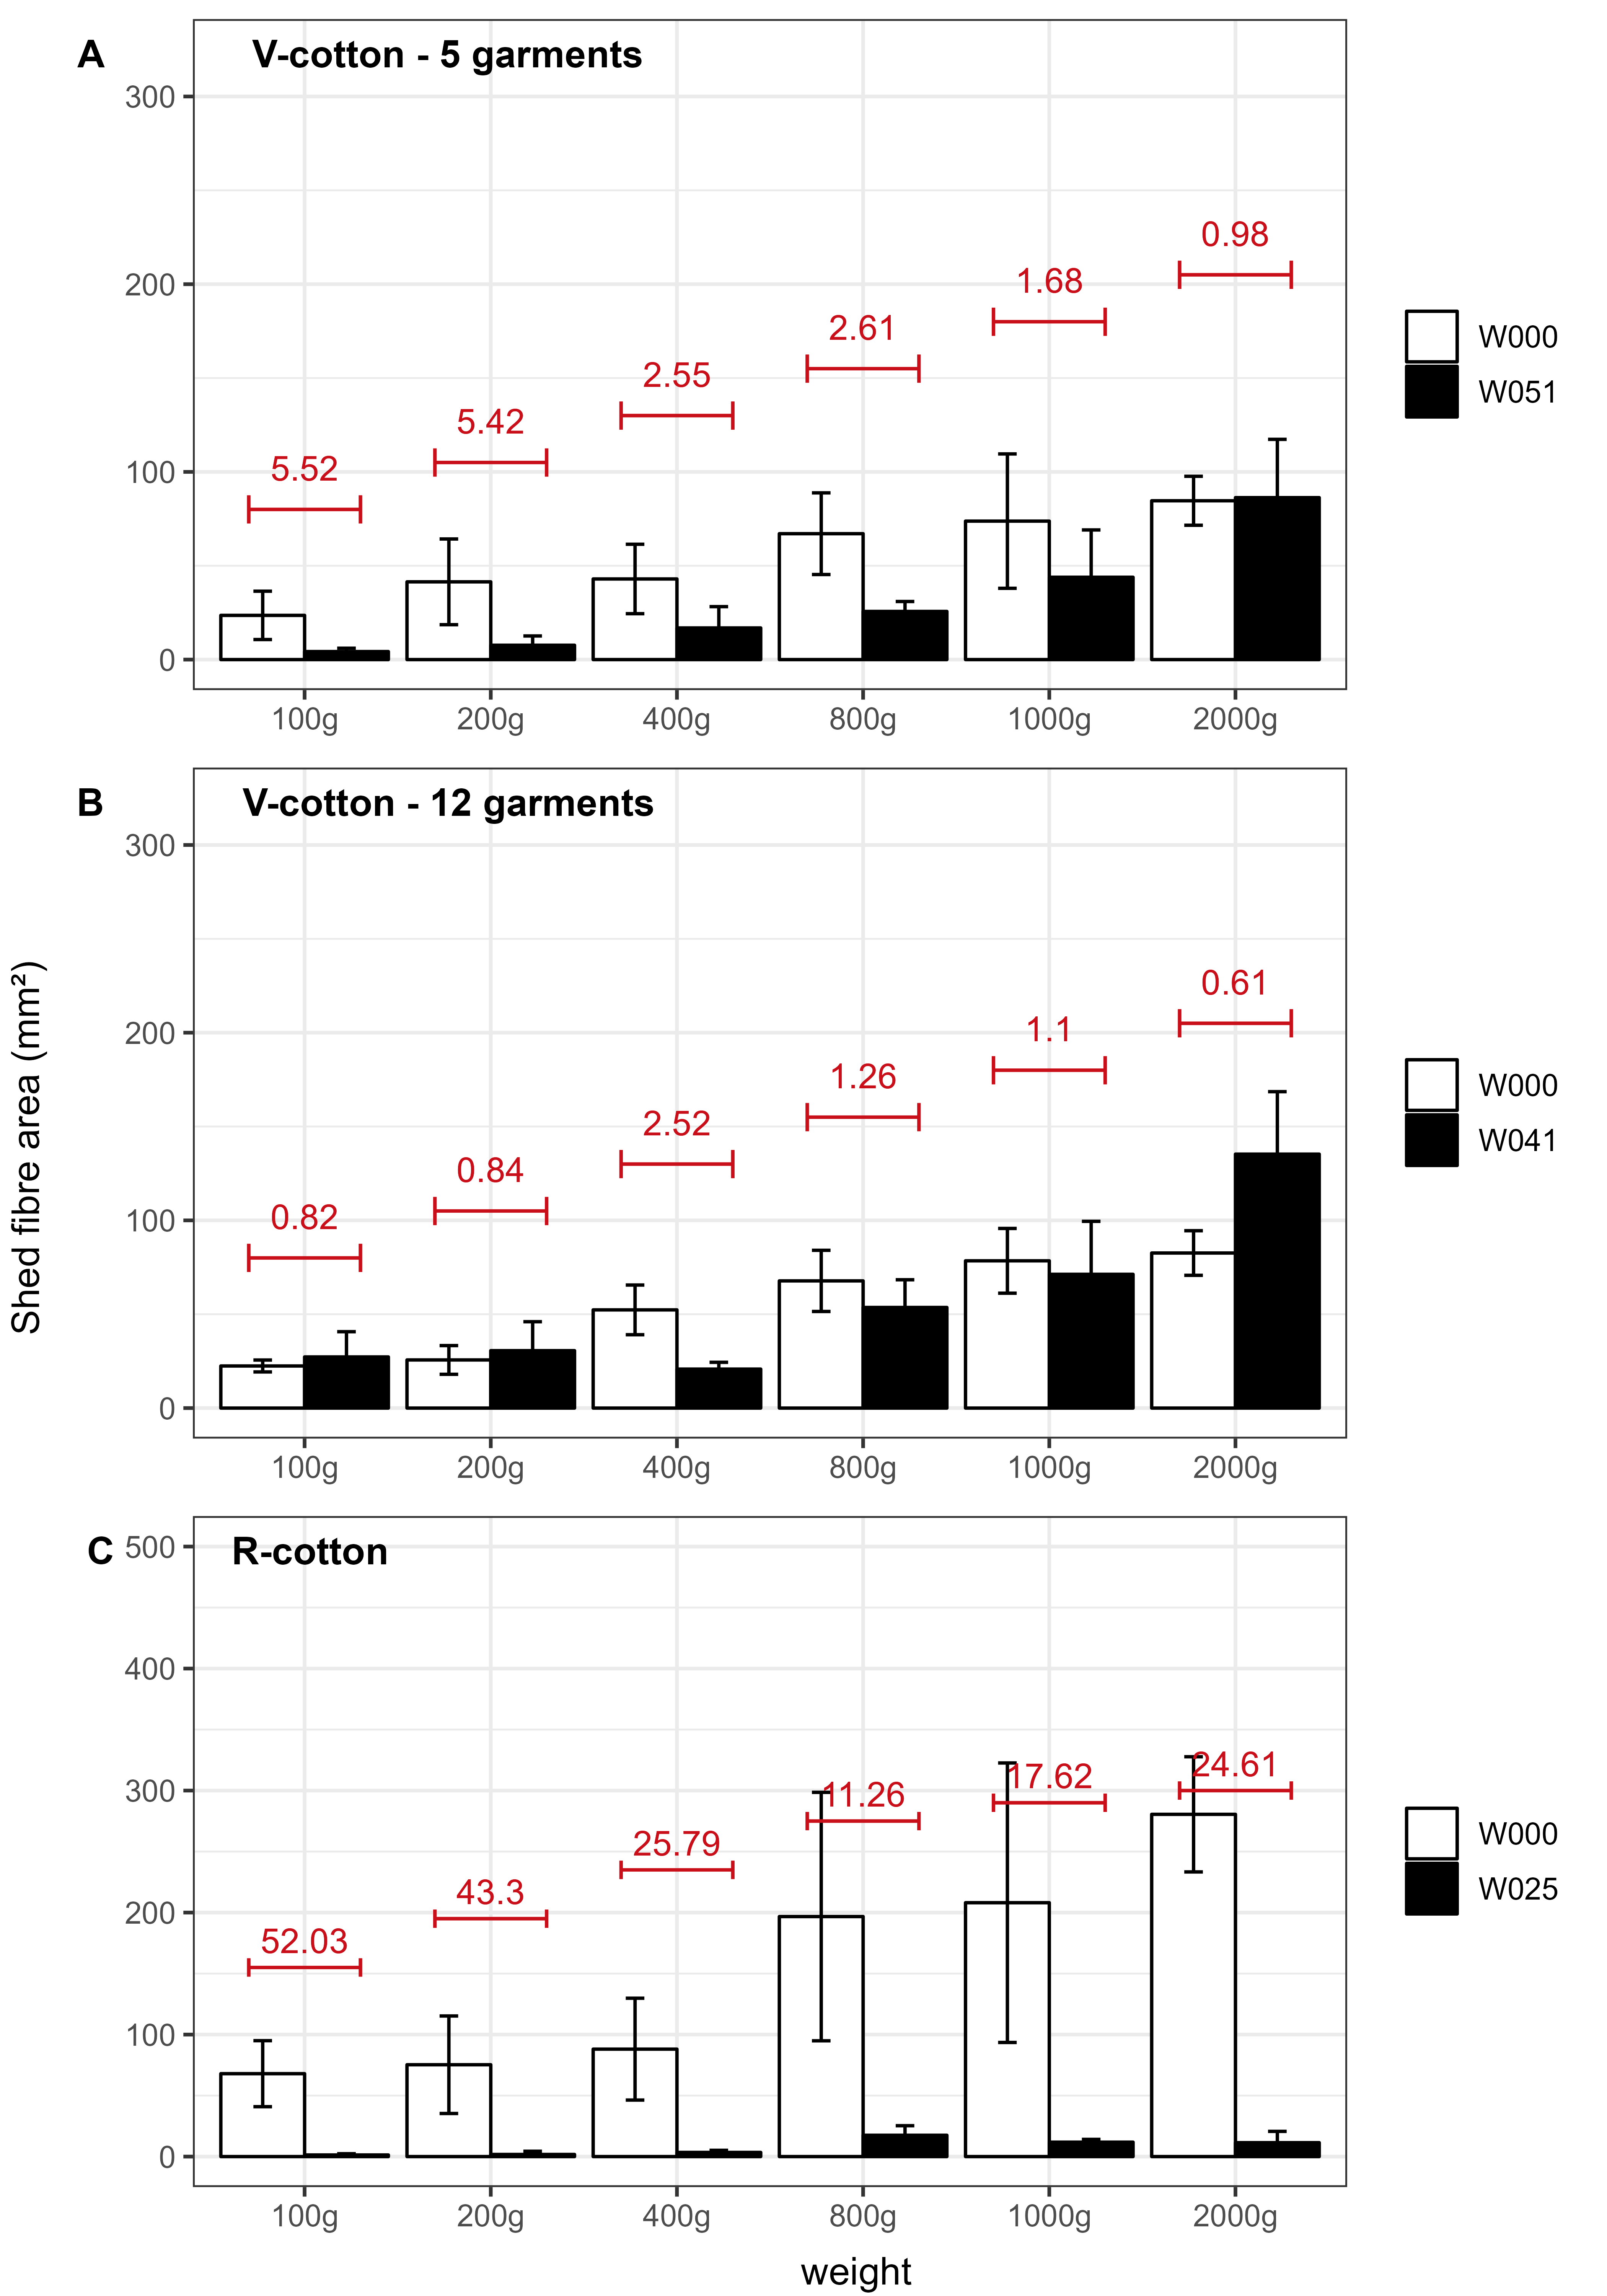 A
V-cotton - 5 garments
300
200
100
0
5.52
5.42
2.55
2.61
1.68
0.98
100g
200g
400g
800g
1000g
2000g
W000
W051
B
V-cotton - 12 garments
300
200
100
0
0.82
0.84
2.52
1.26
1.1
0.61
100g
200g
400g
800g
1000g
2000g
W000
W041
Shed fibre area (mm²)
C
R-cotton
500
400
300
200
100
0
52.03
43.3
25.79
11.26
17.62
24.61
100g
200g
400g
800g
1000g
2000g
W000
W025
weight